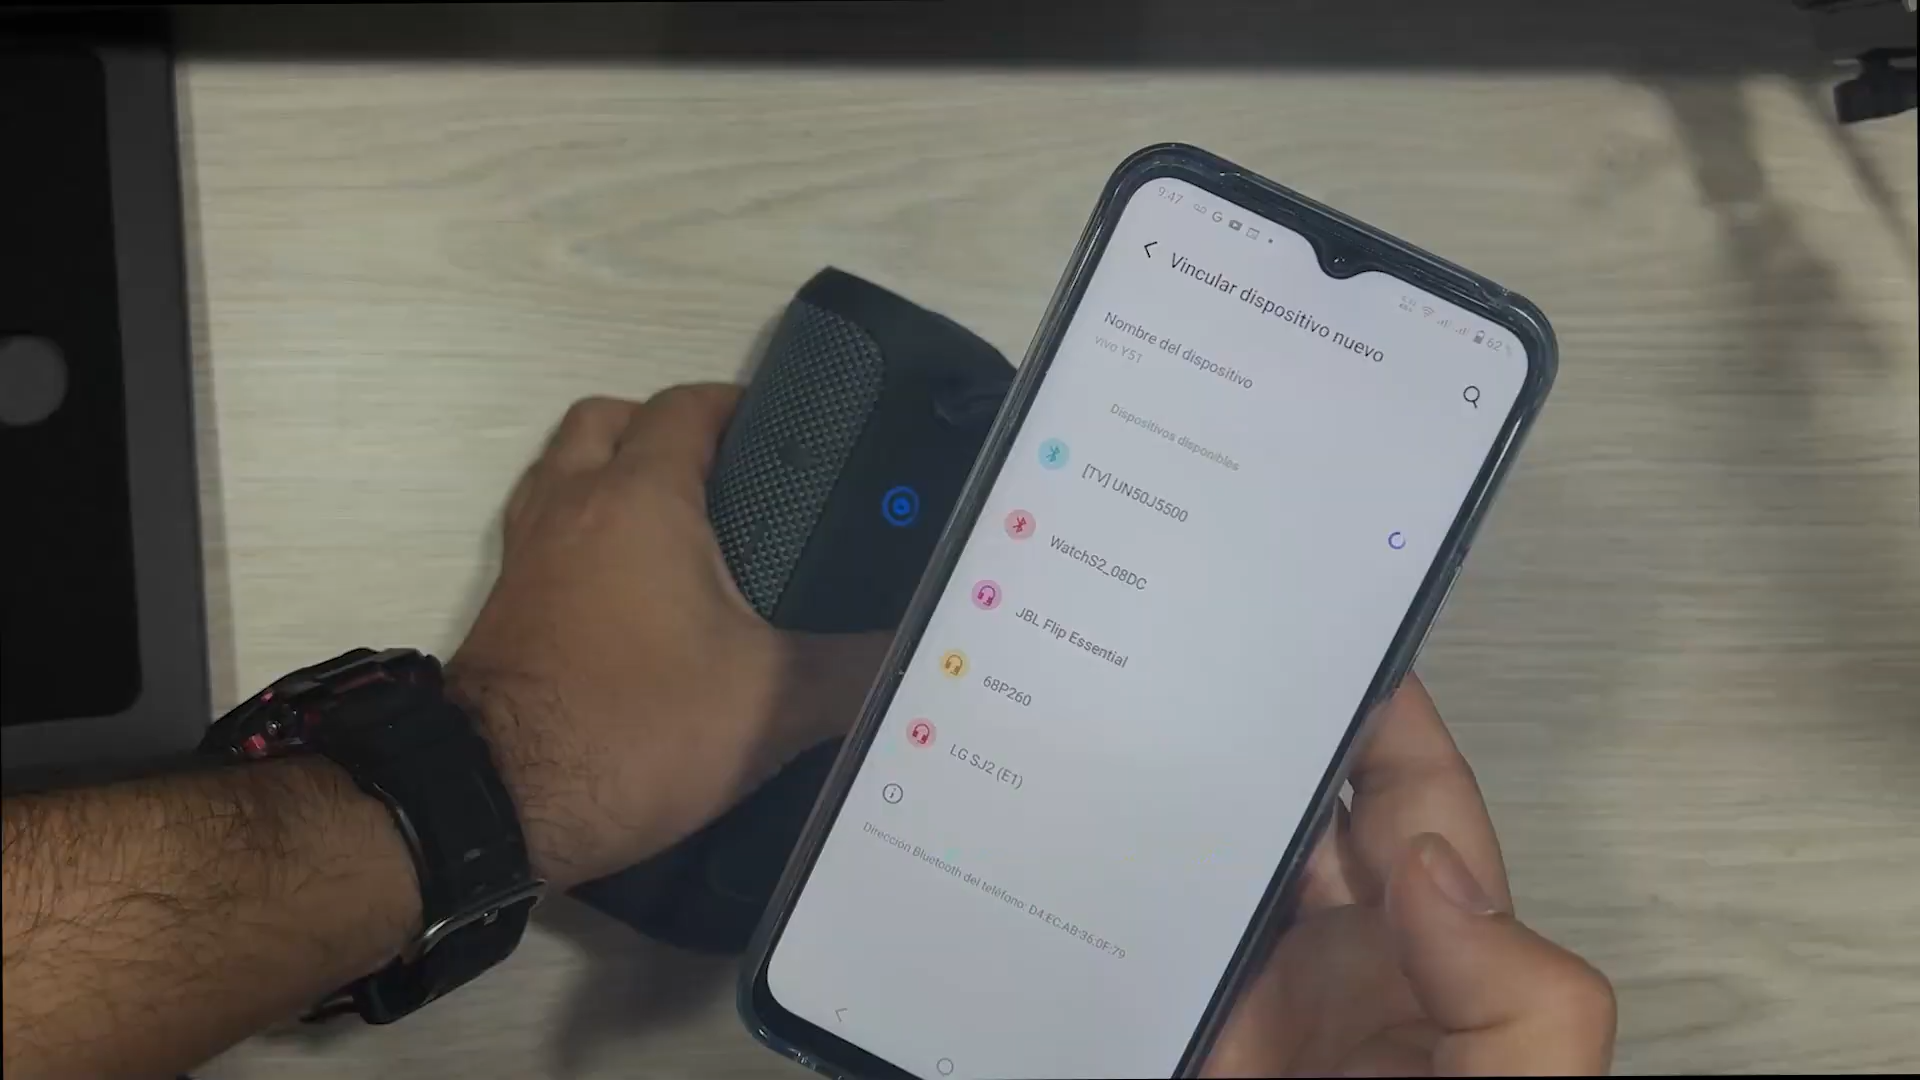 9:47
62
Vincular dispositivo nuevo
Nombre del dispositivo
vivo Y51
Dispositivos disponibles
[TV] UN50J5500
WatchS2_08DC
JBL Flip Essential
68P260
LG SJ2 (E1)
Dirección Bluetooth del teléfono: D4:EC:AB:36:0F:79